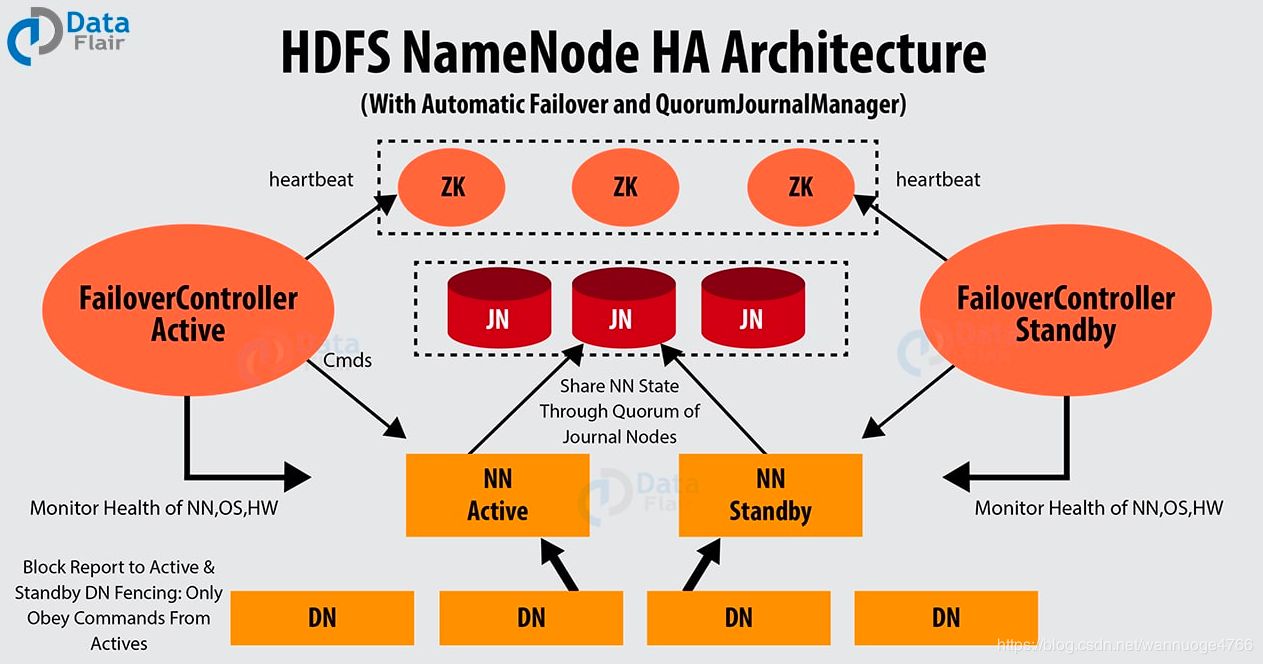 Data
Flair
HDFS NameNode HA Architecture
(With Automatic Failover and QuorumJournalManager)
heartbeat
ZK
ZK
ZK
heartbeat
FailoverController
Active
JN
JN
JN
FailoverController
Standby
Data
Cmds
Share NN State
Through Quorum of
Journal Nodes
NN
Active
NN
Standby
Data
Flair
Monitor Health of NN,OS,HW
Monitor Health of NN,OS,HW
Block Report to Active &
Standby DN Fencing: Only
Obey Commands From
Actives
DN
DN
DN
DN
https://blog.csdn.net/wannuoge4766